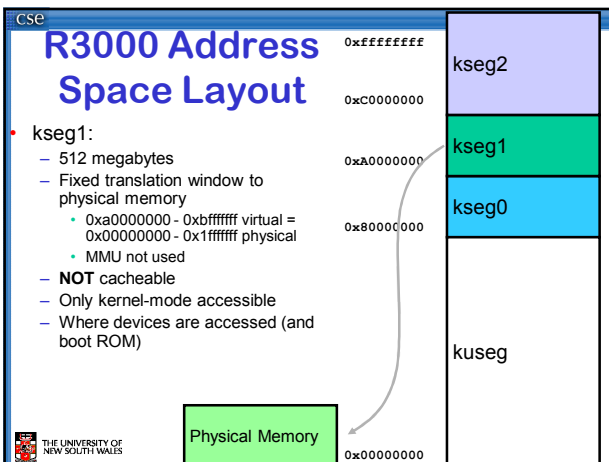 cse
R3000 Address
Space Layout
• kseg1:
– 512 megabytes
– Fixed translation window to
physical memory
• 0xa0000000 - 0xbfffffff virtual =
0x00000000 - 0x1fffffff physical
• MMU not used
– NOT cacheable
– Only kernel-mode accessible
– Where devices are accessed (and
boot ROM)
0xffffffff
0xC0000000
0xA0000000
0x80000000
0x00000000
kseg2
kseg1
kseg0
kuseg
Physical Memory
THE UNIVERSITY OF
NEW SOUTH WALES